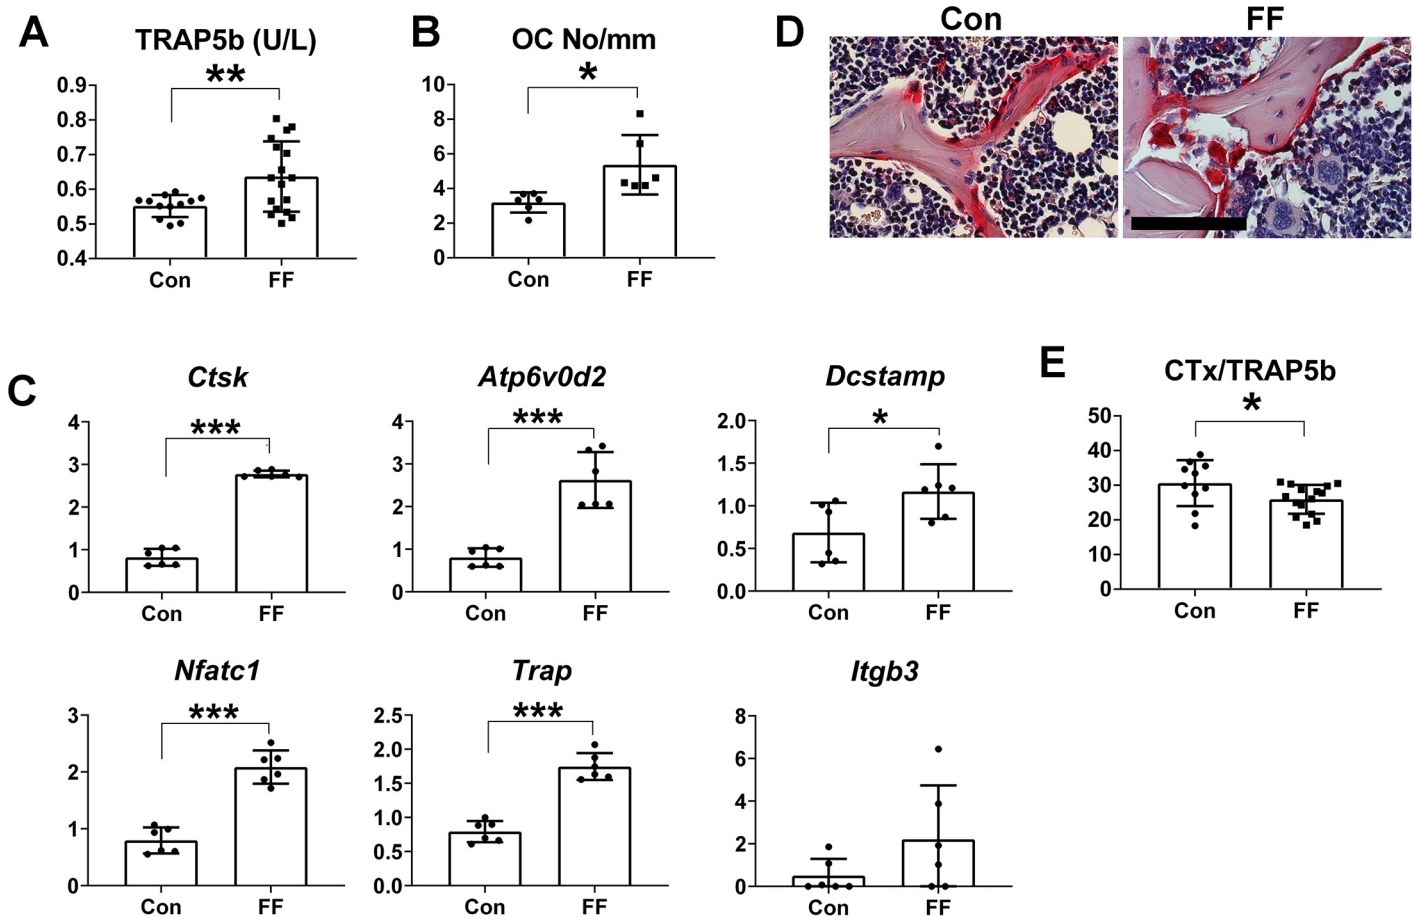 A
TRAP5b (U/L)
**
0.9
0.8
0.7
0.6
0.5
0.4
Con
FF
B
OC No/mm
*
10
8
6
4
2
0
Con
FF
D
Con
FF
C
Ctsk
***
4
3
2
1
0
Con
FF
Atp6v0d2
***
4
3
2
1
0
Con
FF
Dcstamp
*
2.0
1.5
1.0
0.5
0.0
Con
FF
E
CTx/TRAP5b
*
50
40
30
20
10
0
Con
FF
Nfatc1
***
3
2
1
0
Con
FF
Trap
***
2.5
2.0
1.5
1.0
0.5
0.0
Con
FF
Itgb3
8
6
4
2
0
Con
FF